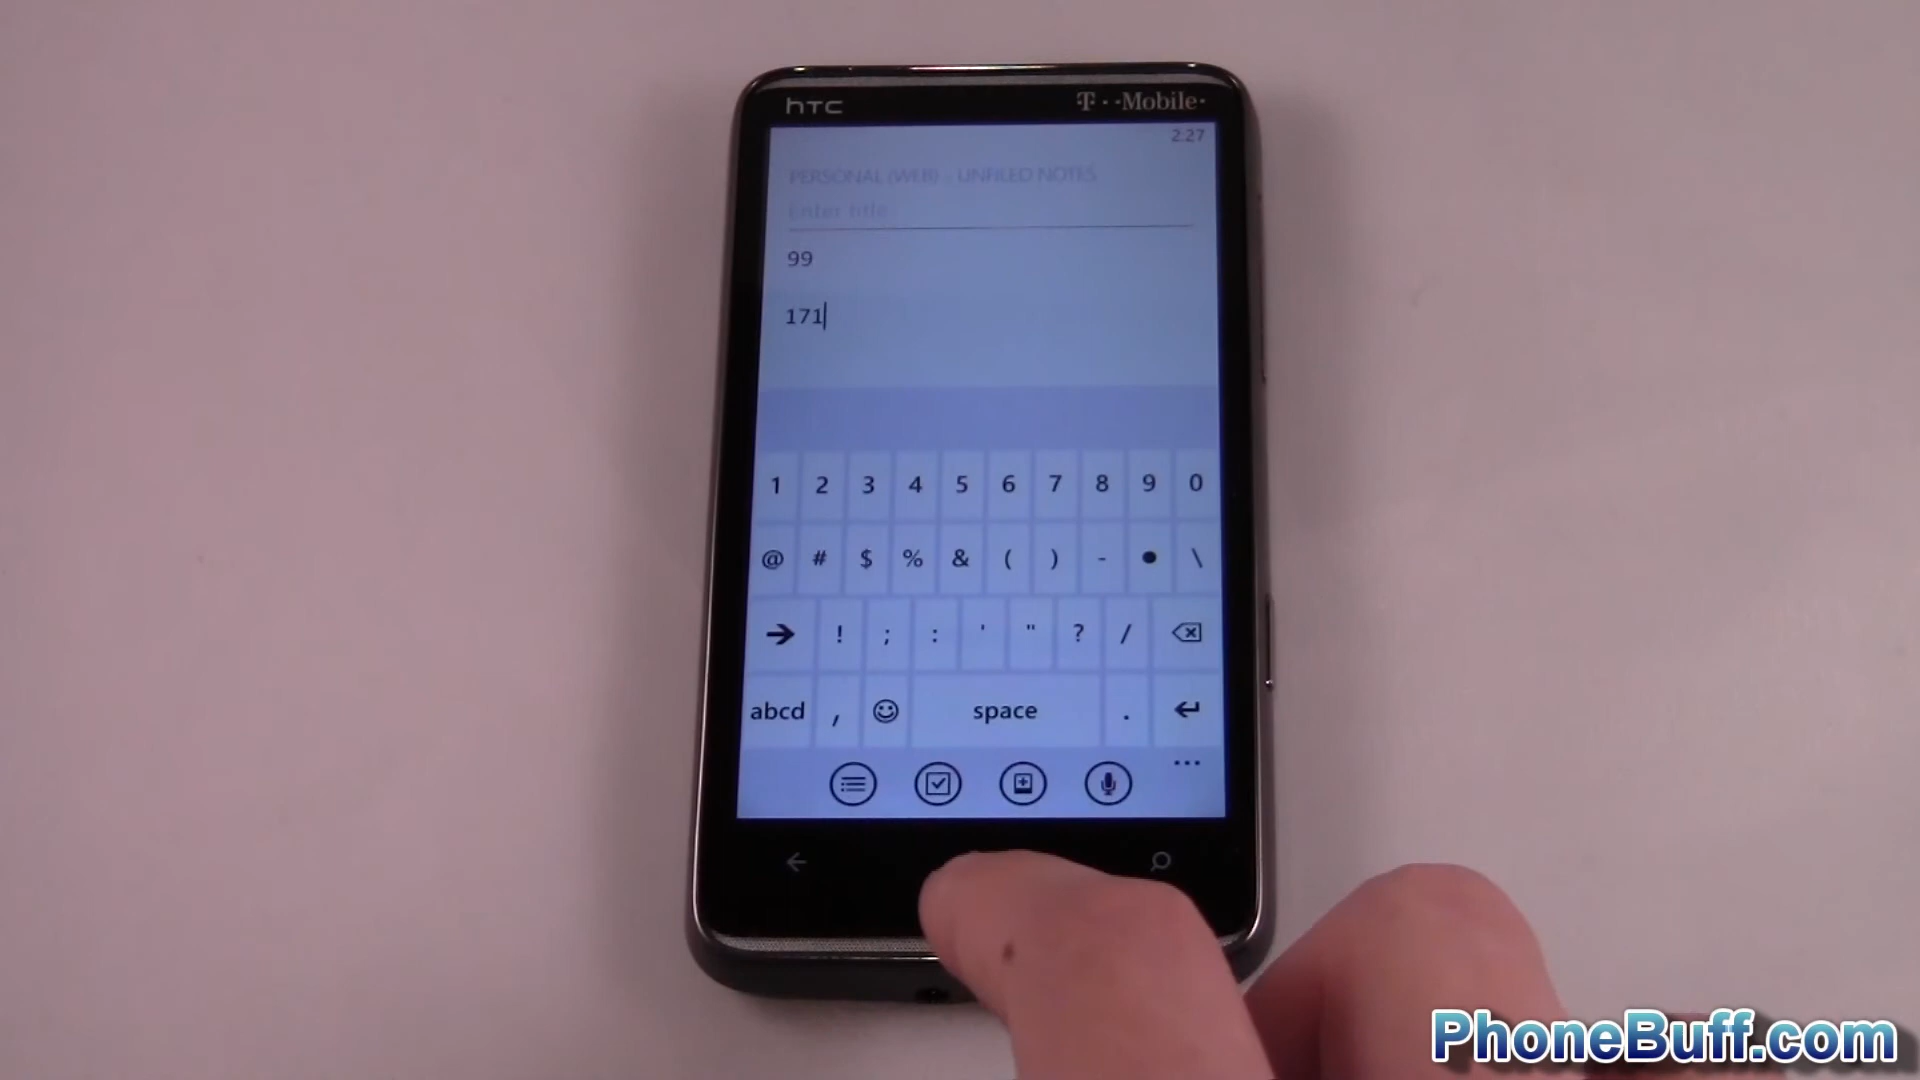 hTC
T··Mobile·
2:27
PERSONAL (WEB) - UNFILED NOTES
Enter title
99
171
1 2 3 4 5 6 7 8 9 0
@ # $ % & ( ) - ● \
→ ! ; : ' " ? /
abcd , space .
...
PhoneBuff.com